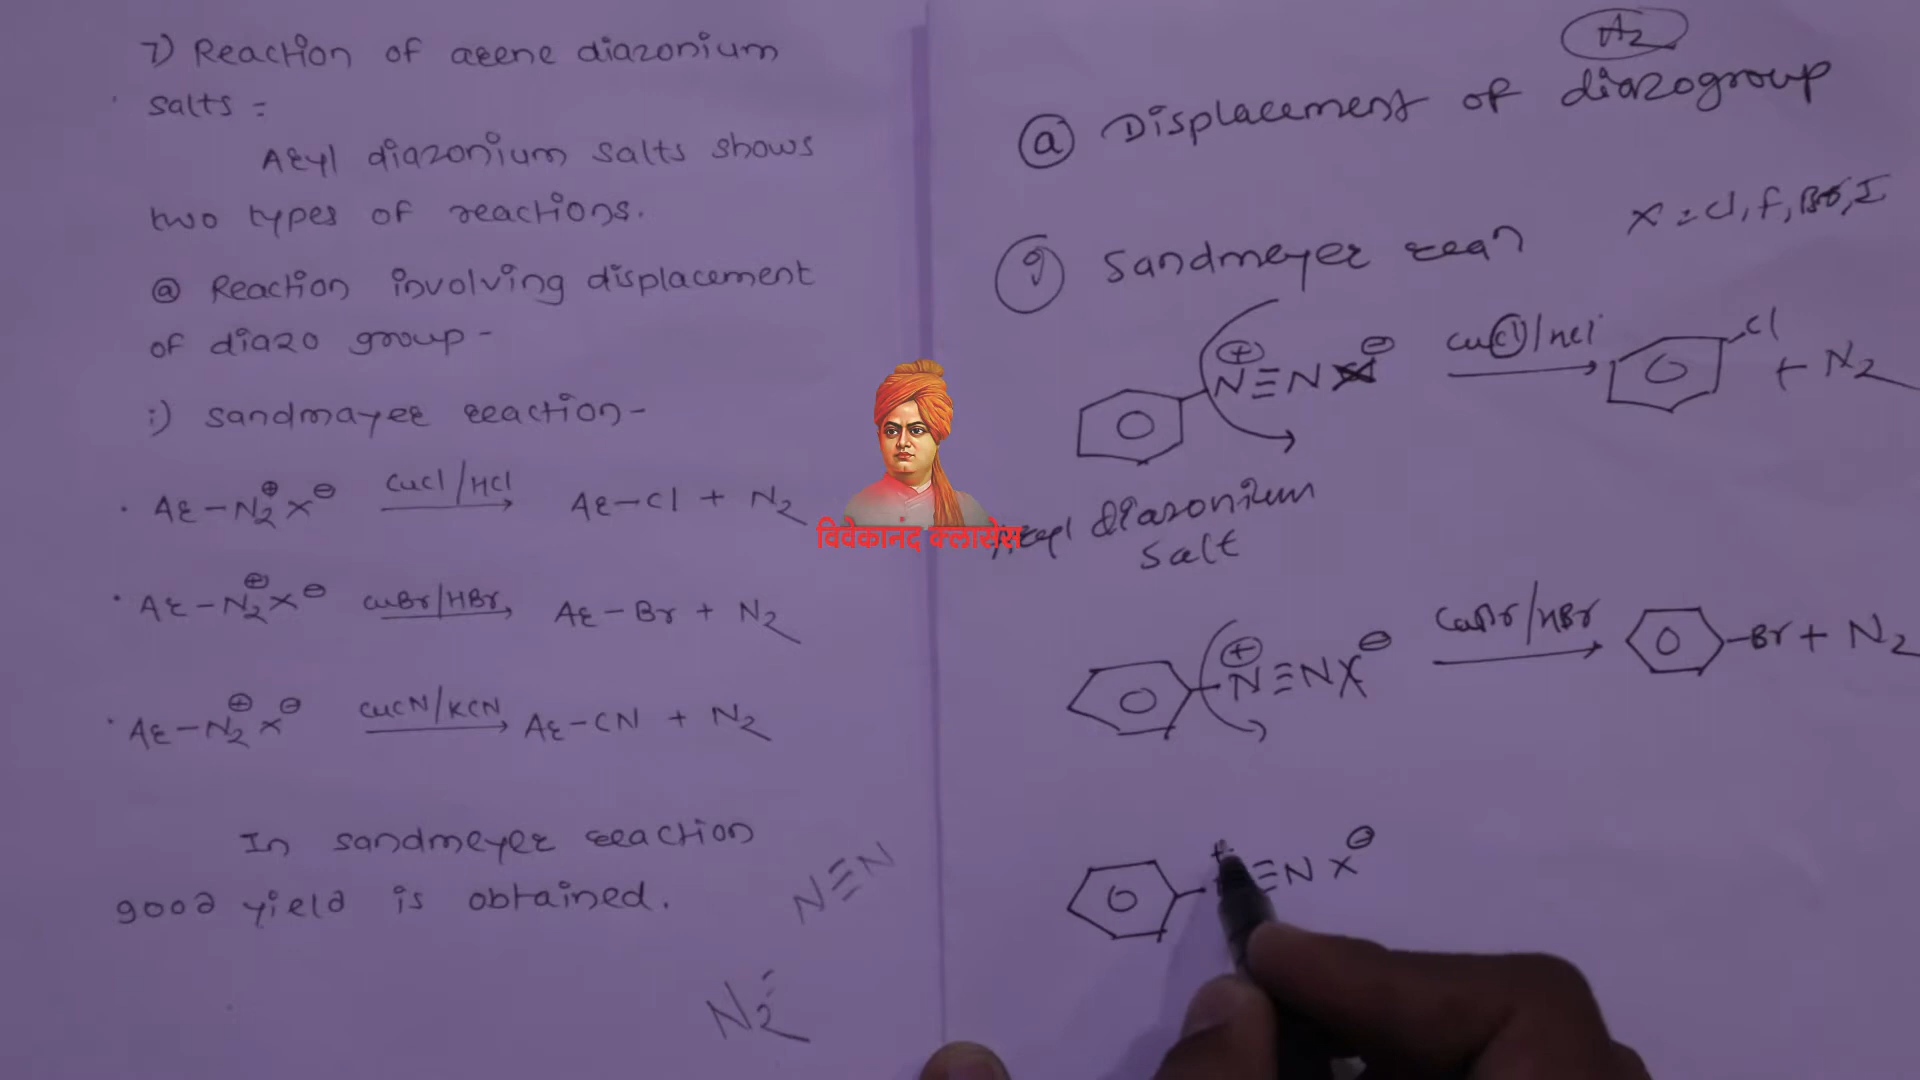 7) Reaction of arene diazonium
salts =
Aryl diazonium salts shows
two types of reactions.
ⓐ Reaction involving displacement
of diazo group -
i) sandmayer reaction -
• Ar-N₂⊕X⊖ CuCl/HCl → Ar-Cl + N₂
• Ar-N₂⊕X⊖ CuBr/HBr → Ar-Br + N₂
• Ar-N₂⊕X⊖ CuCN/KCN → Ar-CN + N₂
In sandmeyer reaction
good yield is obtained.
N≡N
N₂
विवेकानद क्लासेस
ⓐ Displacement of diazogroup
X = Cl, F, Br, I
Sandmeyer rean
N⊕≡N ⊖ CuCl/HCl → Cl + N₂
diazonium
salt
N⊕≡NX⊖ CuBr/HBr → Br + N₂
≡N X⊖